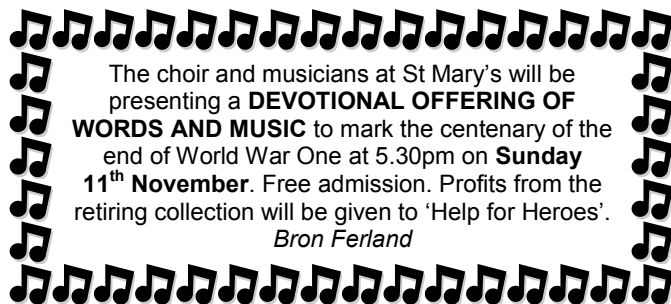 The choir and musicians at St Mary's will be
presenting a DEVOTIONAL OFFERING OF
WORDS AND MUSIC to mark the centenary of the
end of World War One at 5.30pm on Sunday
11th November. Free admission. Profits from the
retiring collection will be given to 'Help for Heroes'.
Bron Ferland